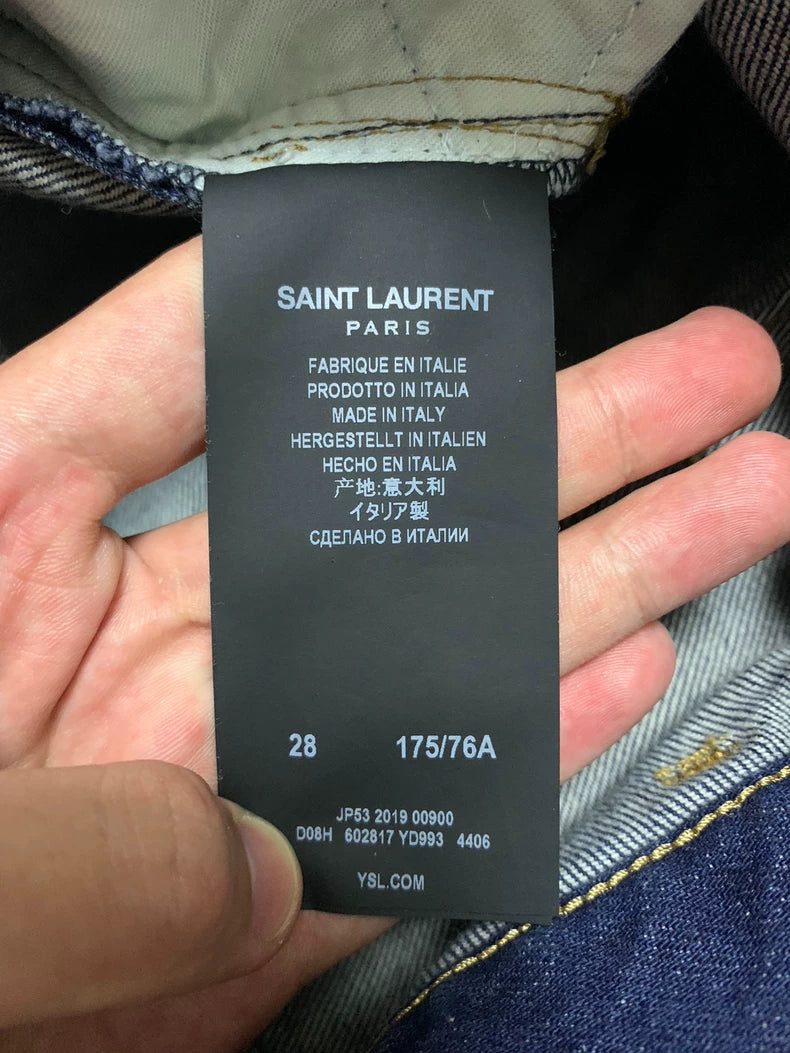 SAINT LAURENT
PARIS
FABRIQUE EN ITALIE
PRODOTTO IN ITALIA
MADE IN ITALY
HERGESTELLT IN ITALIEN
HECHO EN ITALIA
产地:意大利
イタリア製
СДЕЛАНО В ИТАЛИИ
28 175/76A
JP53 2019 00900
D08H 602817 YD993 4406
YSL.COM